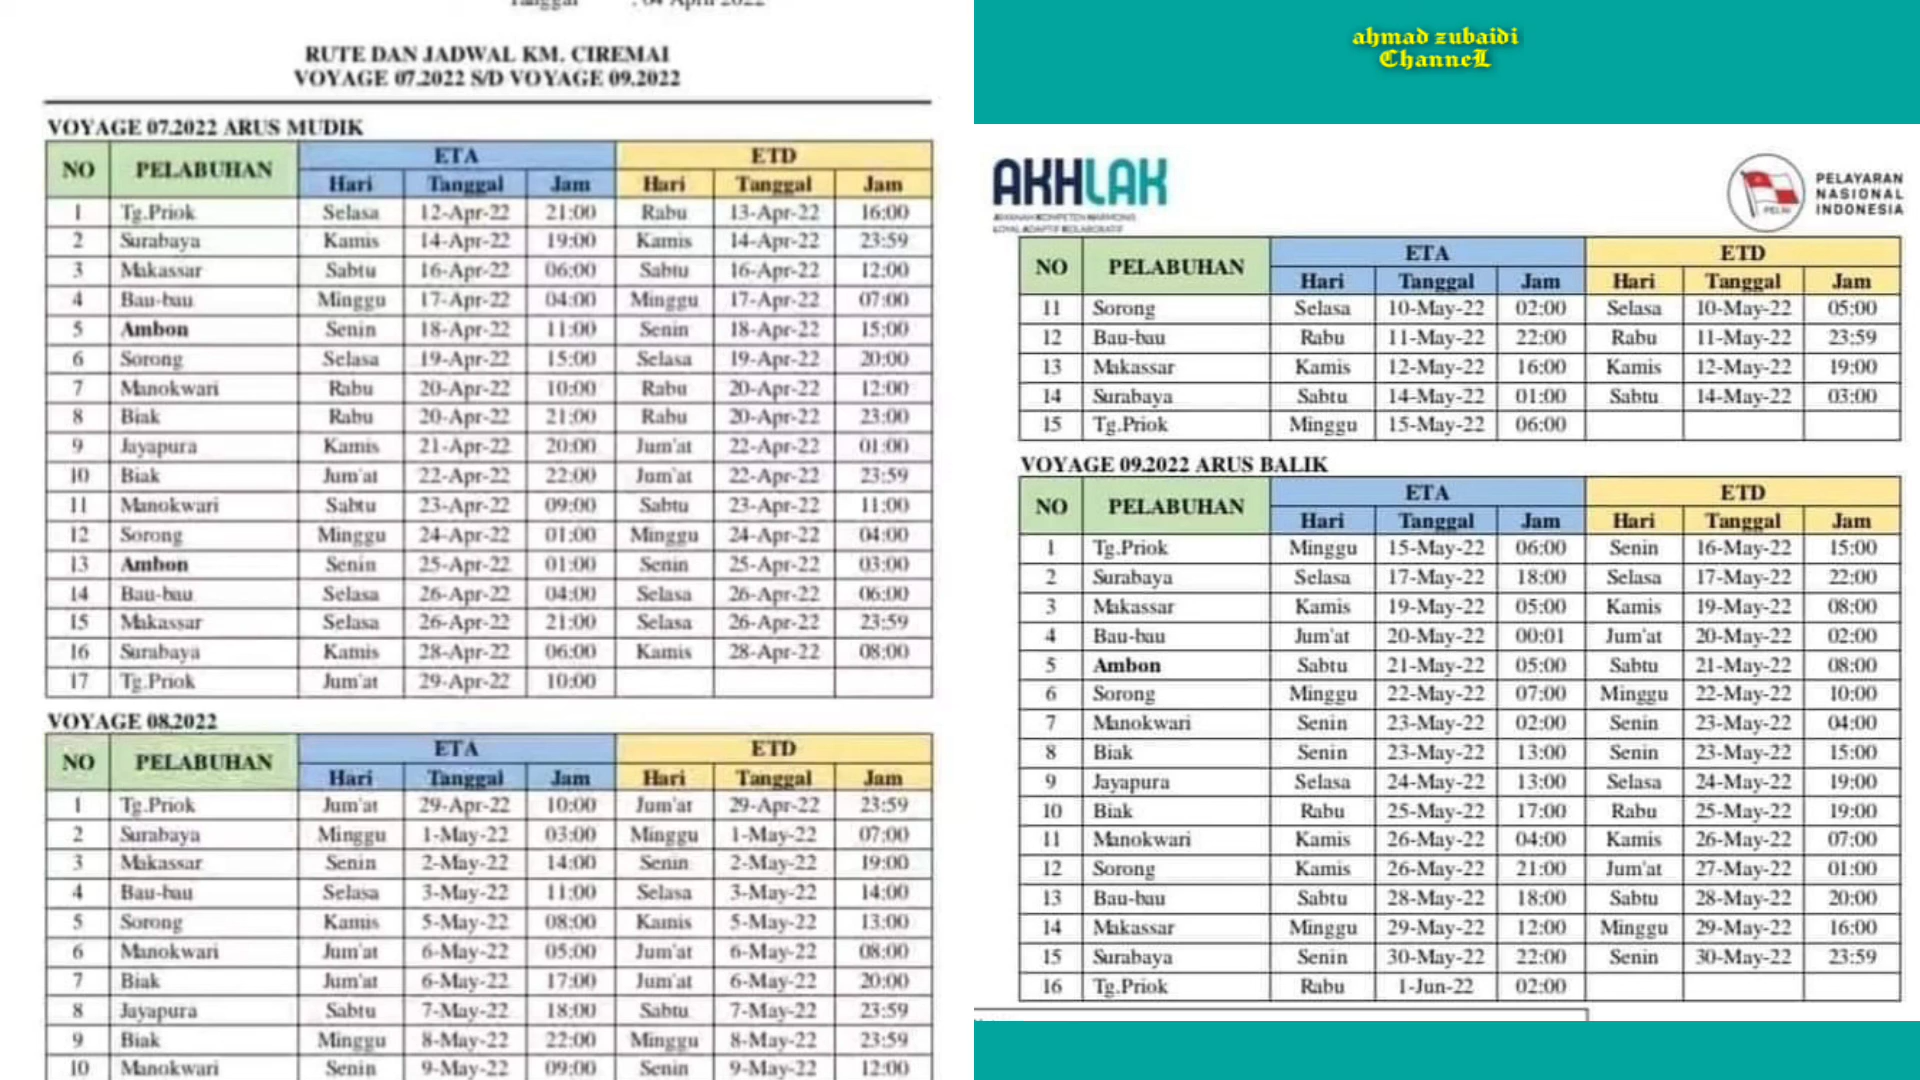 Tanggal : 04 April 2022
RUTE DAN JADWAL KM. CIREMAI
VOYAGE 07.2022 S/D VOYAGE 09.2022
VOYAGE 07.2022 ARUS MUDIK
NO PELABUHAN ETA ETD
Hari Tanggal Jam Hari Tanggal Jam
1 Tg.Priok Selasa 12-Apr-22 21:00 Rabu 13-Apr-22 16:00
2 Surabaya Kamis 14-Apr-22 19:00 Kamis 14-Apr-22 23:59
3 Makassar Sabtu 16-Apr-22 06:00 Sabtu 16-Apr-22 12:00
4 Bau-bau Minggu 17-Apr-22 04:00 Minggu 17-Apr-22 07:00
5 Ambon Senin 18-Apr-22 11:00 Senin 18-Apr-22 15:00
6 Sorong Selasa 19-Apr-22 15:00 Selasa 19-Apr-22 20:00
7 Manokwari Rabu 20-Apr-22 10:00 Rabu 20-Apr-22 12:00
8 Biak Rabu 20-Apr-22 21:00 Rabu 20-Apr-22 23:00
9 Jayapura Kamis 21-Apr-22 20:00 Jum'at 22-Apr-22 01:00
10 Biak Jum'at 22-Apr-22 22:00 Jum'at 22-Apr-22 23:59
11 Manokwari Sabtu 23-Apr-22 09:00 Sabtu 23-Apr-22 11:00
12 Sorong Minggu 24-Apr-22 01:00 Minggu 24-Apr-22 04:00
13 Ambon Senin 25-Apr-22 01:00 Senin 25-Apr-22 03:00
14 Bau-bau Selasa 26-Apr-22 04:00 Selasa 26-Apr-22 06:00
15 Makassar Selasa 26-Apr-22 21:00 Selasa 26-Apr-22 23:59
16 Surabaya Kamis 28-Apr-22 06:00 Kamis 28-Apr-22 08:00
17 Tg.Priok Jum'at 29-Apr-22 10:00
VOYAGE 08.2022
NO PELABUHAN ETA ETD
Hari Tanggal Jam Hari Tanggal Jam
1 Tg.Priok Jum'at 29-Apr-22 10:00 Jum'at 29-Apr-22 23:59
2 Surabaya Minggu 1-May-22 03:00 Minggu 1-May-22 07:00
3 Makassar Senin 2-May-22 14:00 Senin 2-May-22 19:00
4 Bau-bau Selasa 3-May-22 11:00 Selasa 3-May-22 14:00
5 Sorong Kamis 5-May-22 08:00 Kamis 5-May-22 13:00
6 Manokwari Jum'at 6-May-22 05:00 Jum'at 6-May-22 08:00
7 Biak Jum'at 6-May-22 17:00 Jum'at 6-May-22 20:00
8 Jayapura Sabtu 7-May-22 18:00 Sabtu 7-May-22 23:59
9 Biak Minggu 8-May-22 22:00 Minggu 8-May-22 23:59
10 Manokwari Senin 9-May-22 09:00 Senin 9-May-22 12:00
ahmad zubaidi
ChanneL
AKHLAK
AMANAH KOMPETEN HARMONIS
LOYAL ADAPTIF KOLABORATIF
PELNI
PELAYARAN
NASIONAL
INDONESIA
NO PELABUHAN ETA ETD
Hari Tanggal Jam Hari Tanggal Jam
11 Sorong Selasa 10-May-22 02:00 Selasa 10-May-22 05:00
12 Bau-bau Rabu 11-May-22 22:00 Rabu 11-May-22 23:59
13 Makassar Kamis 12-May-22 16:00 Kamis 12-May-22 19:00
14 Surabaya Sabtu 14-May-22 01:00 Sabtu 14-May-22 03:00
15 Tg.Priok Minggu 15-May-22 06:00
VOYAGE 09.2022 ARUS BALIK
NO PELABUHAN ETA ETD
Hari Tanggal Jam Hari Tanggal Jam
1 Tg.Priok Minggu 15-May-22 06:00 Senin 16-May-22 15:00
2 Surabaya Selasa 17-May-22 18:00 Selasa 17-May-22 22:00
3 Makassar Kamis 19-May-22 05:00 Kamis 19-May-22 08:00
4 Bau-bau Jum'at 20-May-22 00:01 Jum'at 20-May-22 02:00
5 Ambon Sabtu 21-May-22 05:00 Sabtu 21-May-22 08:00
6 Sorong Minggu 22-May-22 07:00 Minggu 22-May-22 10:00
7 Manokwari Senin 23-May-22 02:00 Senin 23-May-22 04:00
8 Biak Senin 23-May-22 13:00 Senin 23-May-22 15:00
9 Jayapura Selasa 24-May-22 13:00 Selasa 24-May-22 19:00
10 Biak Rabu 25-May-22 17:00 Rabu 25-May-22 19:00
11 Manokwari Kamis 26-May-22 04:00 Kamis 26-May-22 07:00
12 Sorong Kamis 26-May-22 21:00 Jum'at 27-May-22 01:00
13 Bau-bau Sabtu 28-May-22 18:00 Sabtu 28-May-22 20:00
14 Makassar Minggu 29-May-22 12:00 Minggu 29-May-22 16:00
15 Surabaya Senin 30-May-22 22:00 Senin 30-May-22 23:59
16 Tg.Priok Rabu 1-Jun-22 02:00